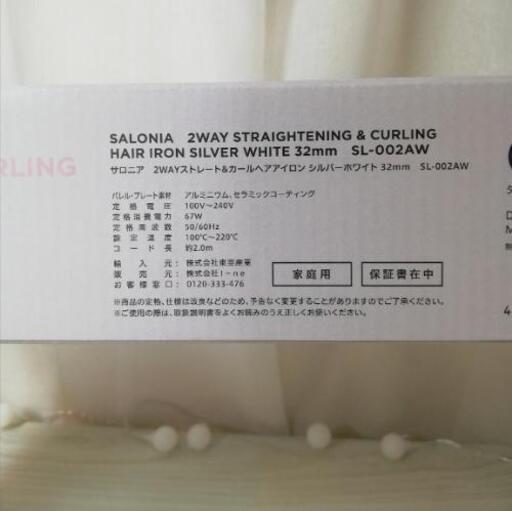 RLING
SALONIA 2WAY STRAIGHTENING & CURLING
HAIR IRON SILVER WHITE 32mm SL-002AW
サロニア 2WAYストレート&カールヘアアイロン シルバーホワイト 32mm SL-002AW
バレル・プレート素材 アルミニウム、セラミックコーティング
定格電圧 100V〜240V
定格消費電力 67W
定格周波数 50/60Hz
設定温度 100℃〜220℃
コード長 約2.0m
輸入元: 株式会社東亜産業
販売元: 株式会社I-ne
お客様窓口: 0120-333-476
家庭用
保証書在中
※商品の定格、仕様は改良などのため、予告なく変更することがありますのでご了承ください。
※ご使用の際は、取扱説明書をよくお読みのうえ正しくお使いください。
D
M
4